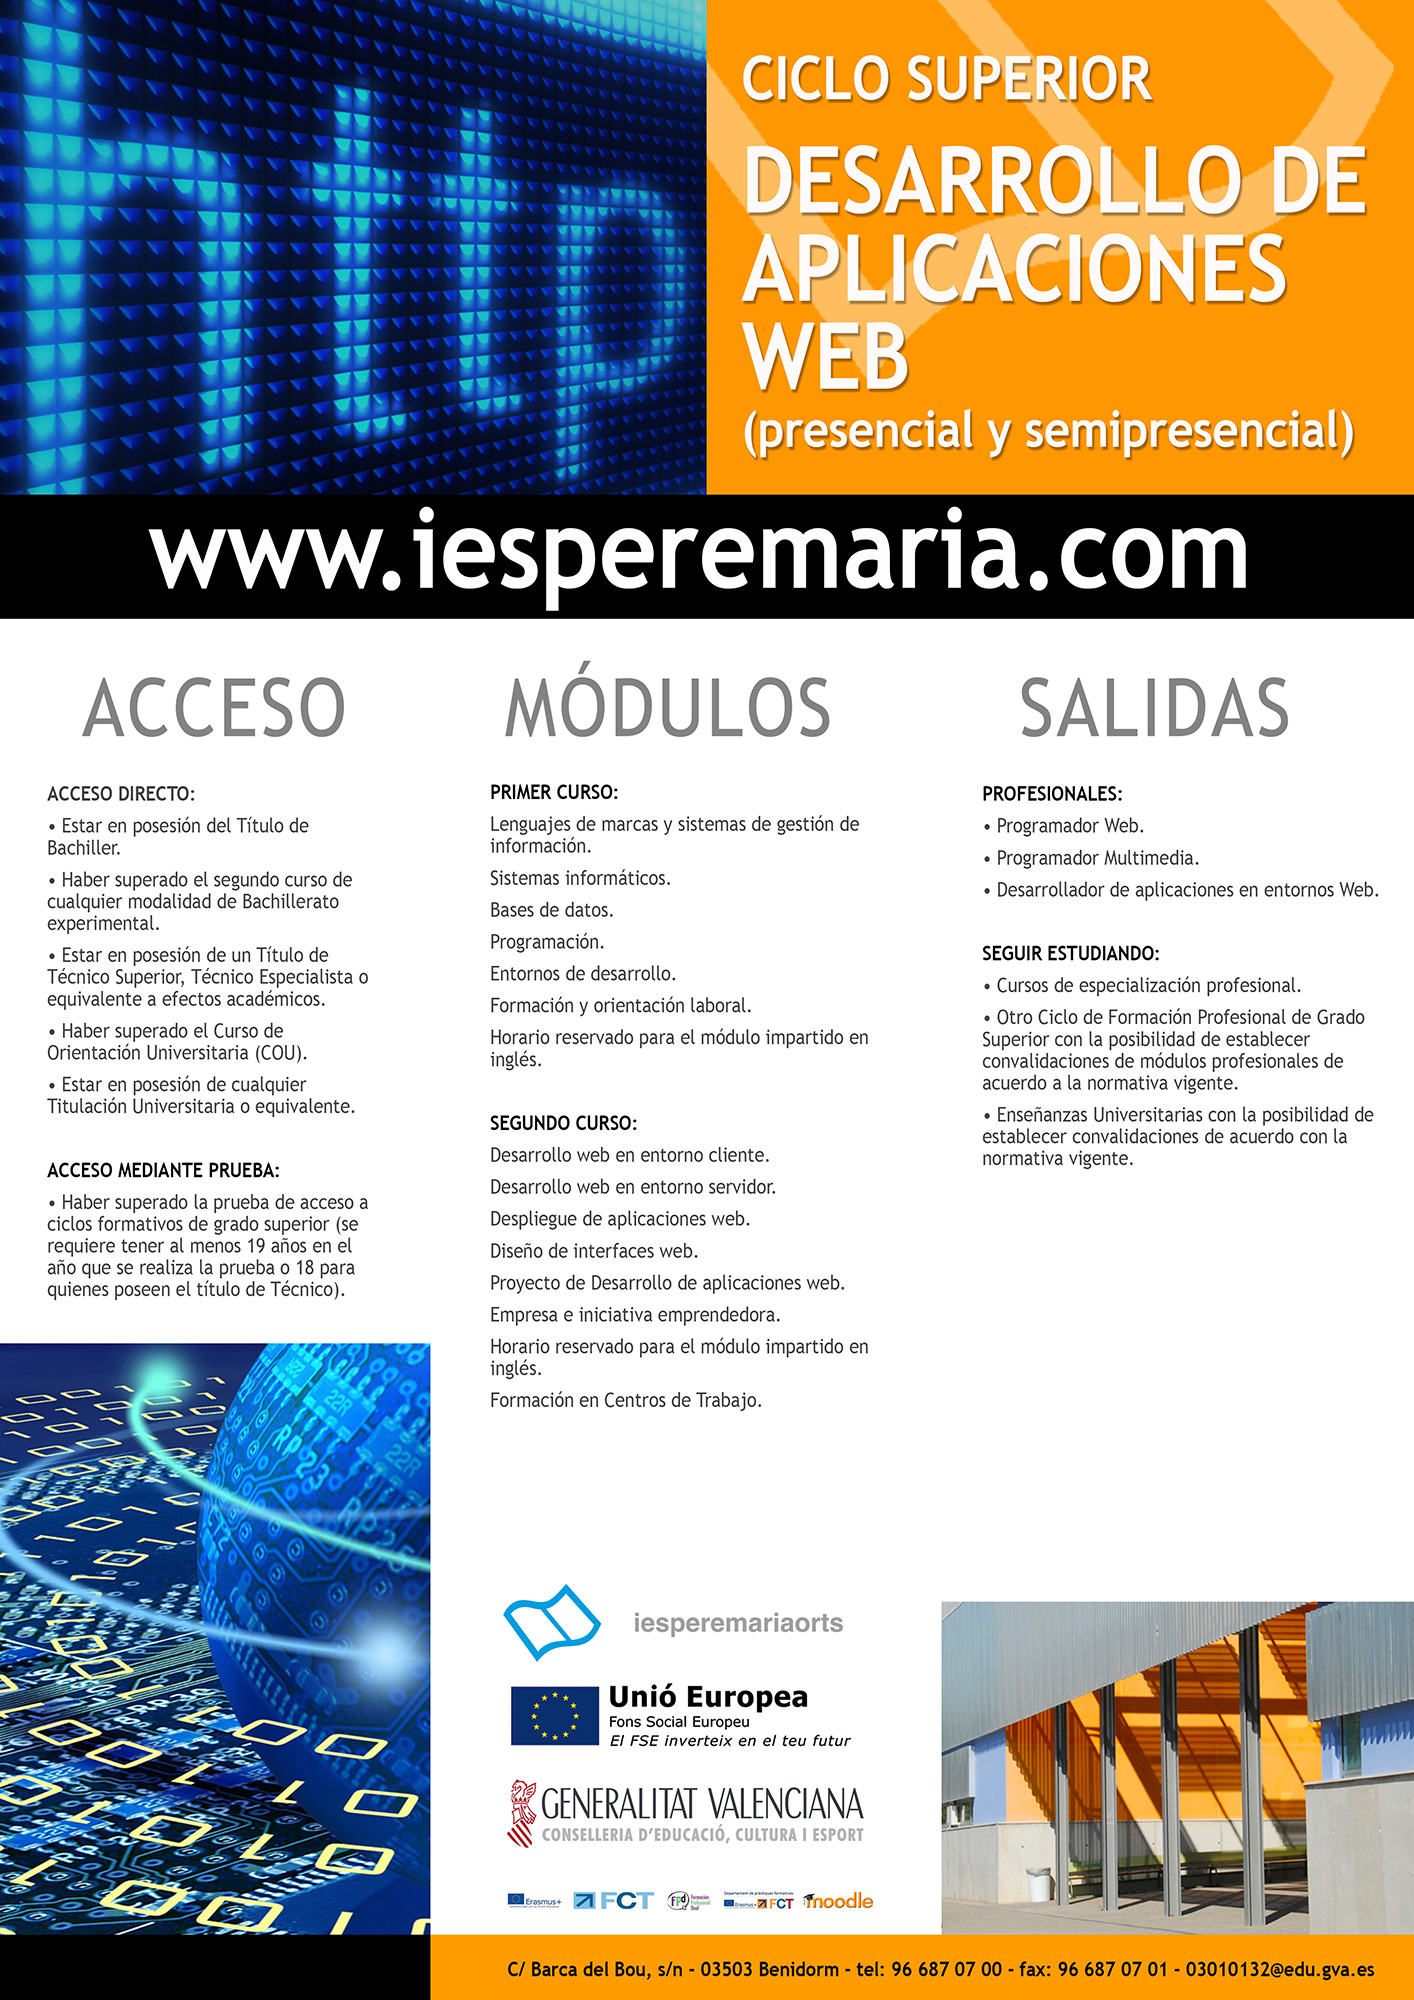 http
CICLO SUPERIOR
DESARROLLO DE
APLICACIONES
WEB
(presencial y semipresencial)
www.iesperemaria.com
ACCESO
ACCESO DIRECTO:
• Estar en posesión del Título de
Bachiller.
• Haber superado el segundo curso de
cualquier modalidad de Bachillerato
experimental.
• Estar en posesión de un Título de
Técnico Superior, Técnico Especialista o
equivalente a efectos académicos.
• Haber superado el Curso de
Orientación Universitaria (COU).
• Estar en posesión de cualquier
Titulación Universitaria o equivalente.
ACCESO MEDIANTE PRUEBA:
• Haber superado la prueba de acceso a
ciclos formativos de grado superior (se
requiere tener al menos 19 años en el
año que se realiza la prueba o 18 para
quienes poseen el título de Técnico).
MÓDULOS
PRIMER CURSO:
Lenguajes de marcas y sistemas de gestión de
información.
Sistemas informáticos.
Bases de datos.
Programación.
Entornos de desarrollo.
Formación y orientación laboral.
Horario reservado para el módulo impartido en
inglés.
SEGUNDO CURSO:
Desarrollo web en entorno cliente.
Desarrollo web en entorno servidor.
Despliegue de aplicaciones web.
Diseño de interfaces web.
Proyecto de Desarrollo de aplicaciones web.
Empresa e iniciativa emprendedora.
Horario reservado para el módulo impartido en
inglés.
Formación en Centros de Trabajo.
SALIDAS
PROFESIONALES:
• Programador Web.
• Programador Multimedia.
• Desarrollador de aplicaciones en entornos Web.
SEGUIR ESTUDIANDO:
• Cursos de especialización profesional.
• Otro Ciclo de Formación Profesional de Grado
Superior con la posibilidad de establecer
convalidaciones de módulos profesionales de
acuerdo a la normativa vigente.
• Enseñanzas Universitarias con la posibilidad de
establecer convalidaciones de acuerdo con la
normativa vigente.
22R
RP23
22R
iesperemariaorts
Unió Europea
Fons Social Europeu
El FSE inverteix en el teu futur
GENERALITAT VALENCIANA
CONSELLERIA D'EDUCACIÓ, CULTURA I ESPORT
Erasmus+
FCT
fpd
Formación
Profesional
Dual
Departament de pràctiques formatives
Erasmus+ FCT
moodle
C/ Barca del Bou, s/n - 03503 Benidorm - tel: 96 687 07 00 - fax: 96 687 07 01 - 03010132@edu.gva.es